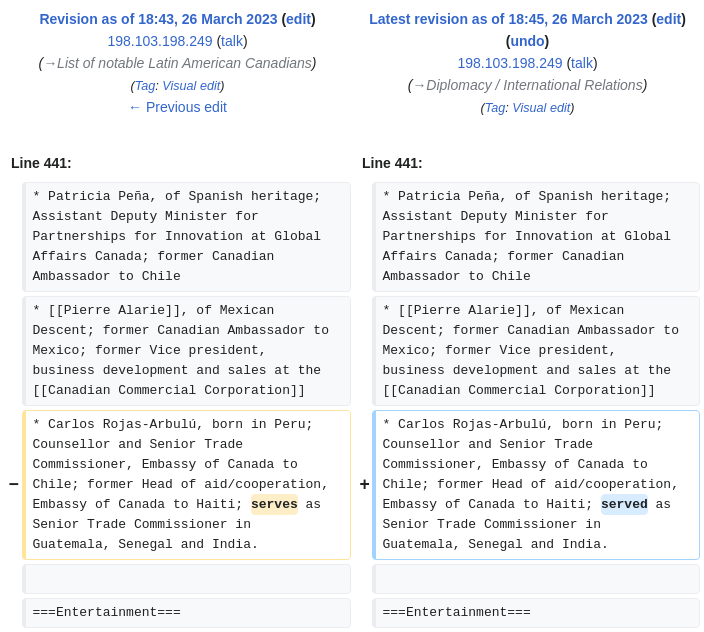 Revision as of 18:43, 26 March 2023 (edit)
198.103.198.249 (talk)
(→List of notable Latin American Canadians)
(Tag: Visual edit)
← Previous edit
Latest revision as of 18:45, 26 March 2023 (edit)
(undo)
198.103.198.249 (talk)
(→Diplomacy / International Relations)
(Tag: Visual edit)
Line 441:
Line 441:
* Patricia Peña, of Spanish heritage;
Assistant Deputy Minister for
Partnerships for Innovation at Global
Affairs Canada; former Canadian
Ambassador to Chile
* Patricia Peña, of Spanish heritage;
Assistant Deputy Minister for
Partnerships for Innovation at Global
Affairs Canada; former Canadian
Ambassador to Chile
* [[Pierre Alarie]], of Mexican
Descent; former Canadian Ambassador to
Mexico; former Vice president,
business development and sales at the
[[Canadian Commercial Corporation]]
* [[Pierre Alarie]], of Mexican
Descent; former Canadian Ambassador to
Mexico; former Vice president,
business development and sales at the
[[Canadian Commercial Corporation]]
− * Carlos Rojas-Arbulú, born in Peru;
Counsellor and Senior Trade
Commissioner, Embassy of Canada to
Chile; former Head of aid/cooperation,
Embassy of Canada to Haiti; serves as
Senior Trade Commissioner in
Guatemala, Senegal and India.
+ * Carlos Rojas-Arbulú, born in Peru;
Counsellor and Senior Trade
Commissioner, Embassy of Canada to
Chile; former Head of aid/cooperation,
Embassy of Canada to Haiti; served as
Senior Trade Commissioner in
Guatemala, Senegal and India.
===Entertainment===
===Entertainment===